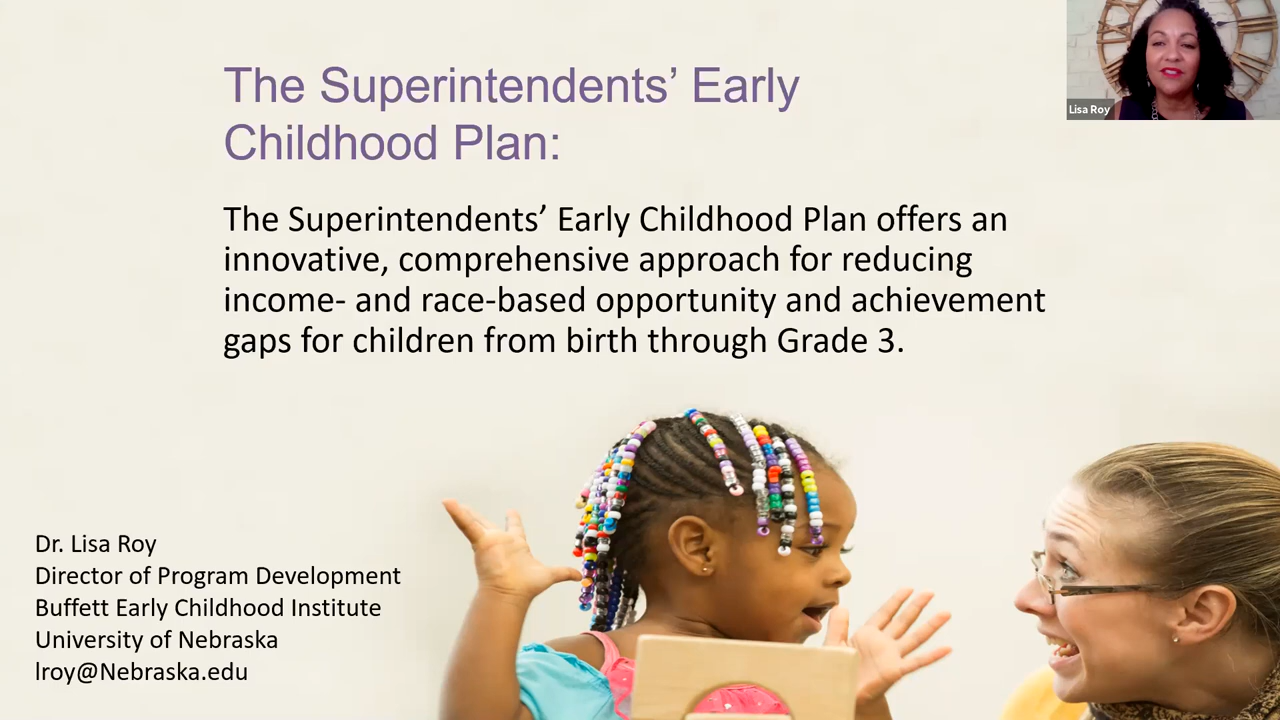 The Superintendents’ Early
Childhood Plan:
Lisa Roy
The Superintendents’ Early Childhood Plan offers an
innovative, comprehensive approach for reducing
income- and race-based opportunity and achievement
gaps for children from birth through Grade 3.
Dr. Lisa Roy
Director of Program Development
Buffett Early Childhood Institute
University of Nebraska
lroy@Nebraska.edu